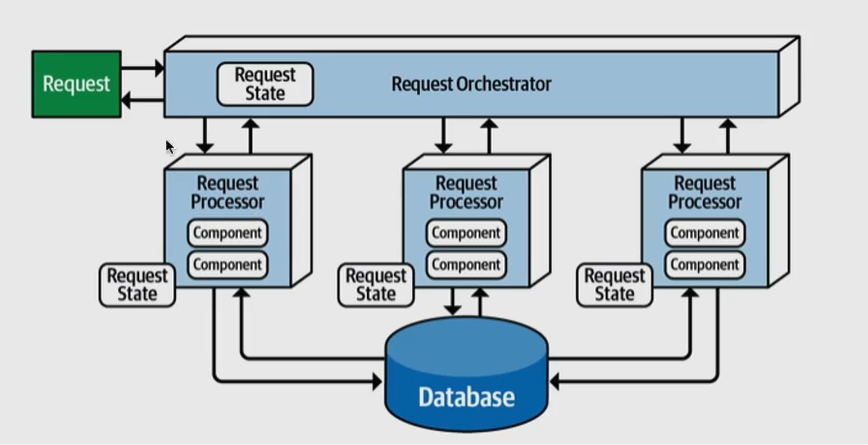 Request
Request
State
Request Orchestrator
Request
Processor
Component
Component
Request
State
Request
Processor
Component
Component
Request
State
Request
Processor
Component
Component
Request
State
Database